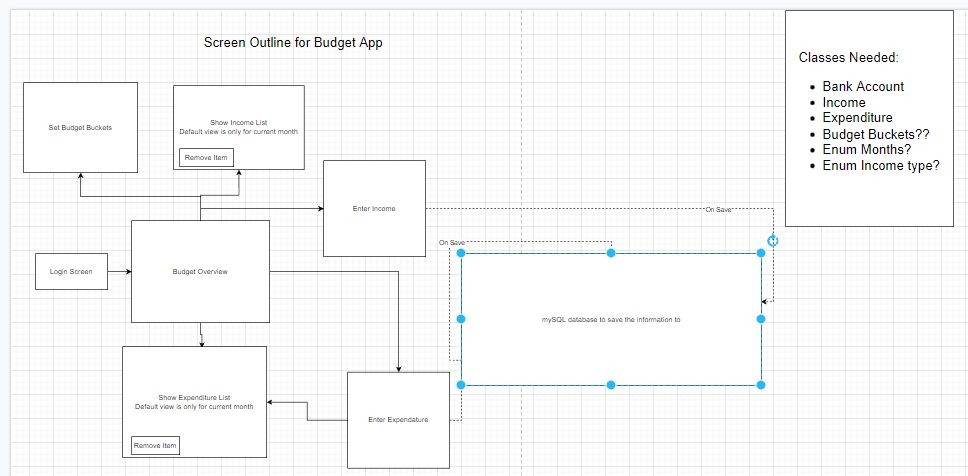 Screen Outline for Budget App
Classes Needed:
Bank Account
Income
Expenditure
Budget Buckets??
Enum Months?
Enum Income type?
Set Budget Buckets
Show Income List
Default view is only for current month
Remove Item
Enter Income
On Save
On Save
Login Screen
Budget Overview
mySQL database to save the information to
Show Expenditure List
Default view is only for current month
Remove Item
Enter Expendature